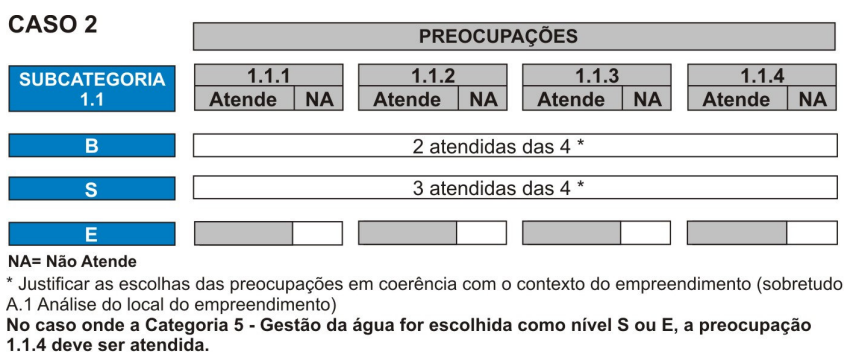 CASO 2
PREOCUPAÇÕES
SUBCATEGORIA
1.1
1.1.1 1.1.2 1.1.3 1.1.4
Atende NA Atende NA Atende NA Atende NA
B 2 atendidas das 4 *
S 3 atendidas das 4 *
E
NA= Não Atende
* Justificar as escolhas das preocupações em coerência com o contexto do empreendimento (sobretudo
A.1 Análise do local do empreendimento)
No caso onde a Categoria 5 - Gestão da água for escolhida como nível S ou E, a preocupação
1.1.4 deve ser atendida.